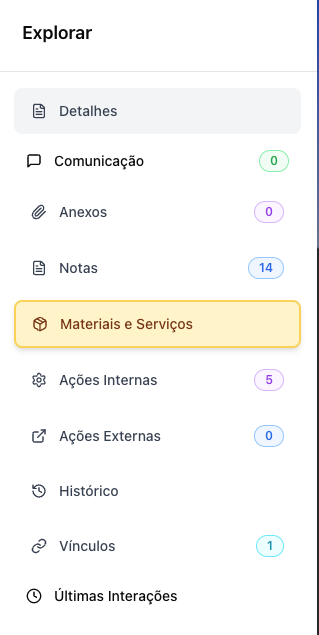 Explorar
Detalhes
Comunicação 0
Anexos 0
Notas 14
Materiais e Serviços
Ações Internas 5
Ações Externas 0
Histórico
Vínculos 1
Últimas Interações